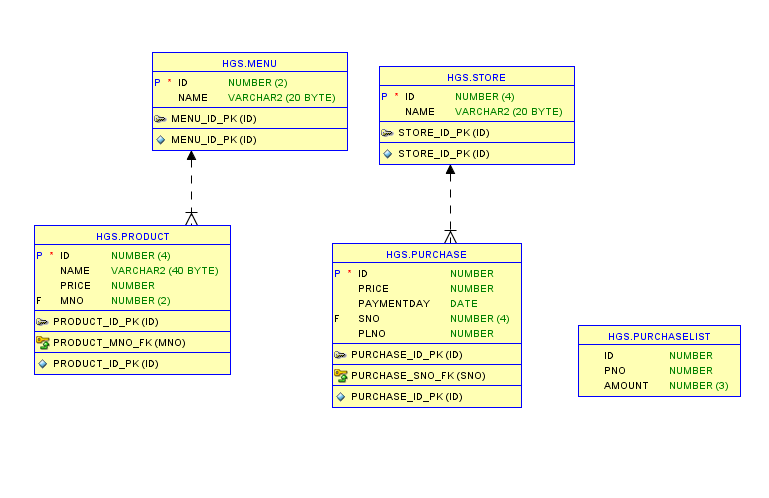 HGS.MENU
P * ID NUMBER (2)
NAME VARCHAR2 (20 BYTE)
MENU_ID_PK (ID)
MENU_ID_PK (ID)
HGS.STORE
P * ID NUMBER (4)
NAME VARCHAR2 (20 BYTE)
STORE_ID_PK (ID)
STORE_ID_PK (ID)
HGS.PRODUCT
P * ID NUMBER (4)
NAME VARCHAR2 (40 BYTE)
PRICE NUMBER
F MNO NUMBER (2)
PRODUCT_ID_PK (ID)
PRODUCT_MNO_FK (MNO)
PRODUCT_ID_PK (ID)
HGS.PURCHASE
P * ID NUMBER
PRICE NUMBER
PAYMENTDAY DATE
F SNO NUMBER (4)
PLNO NUMBER
PURCHASE_ID_PK (ID)
PURCHASE_SNO_FK (SNO)
PURCHASE_ID_PK (ID)
HGS.PURCHASELIST
ID NUMBER
PNO NUMBER
AMOUNT NUMBER (3)